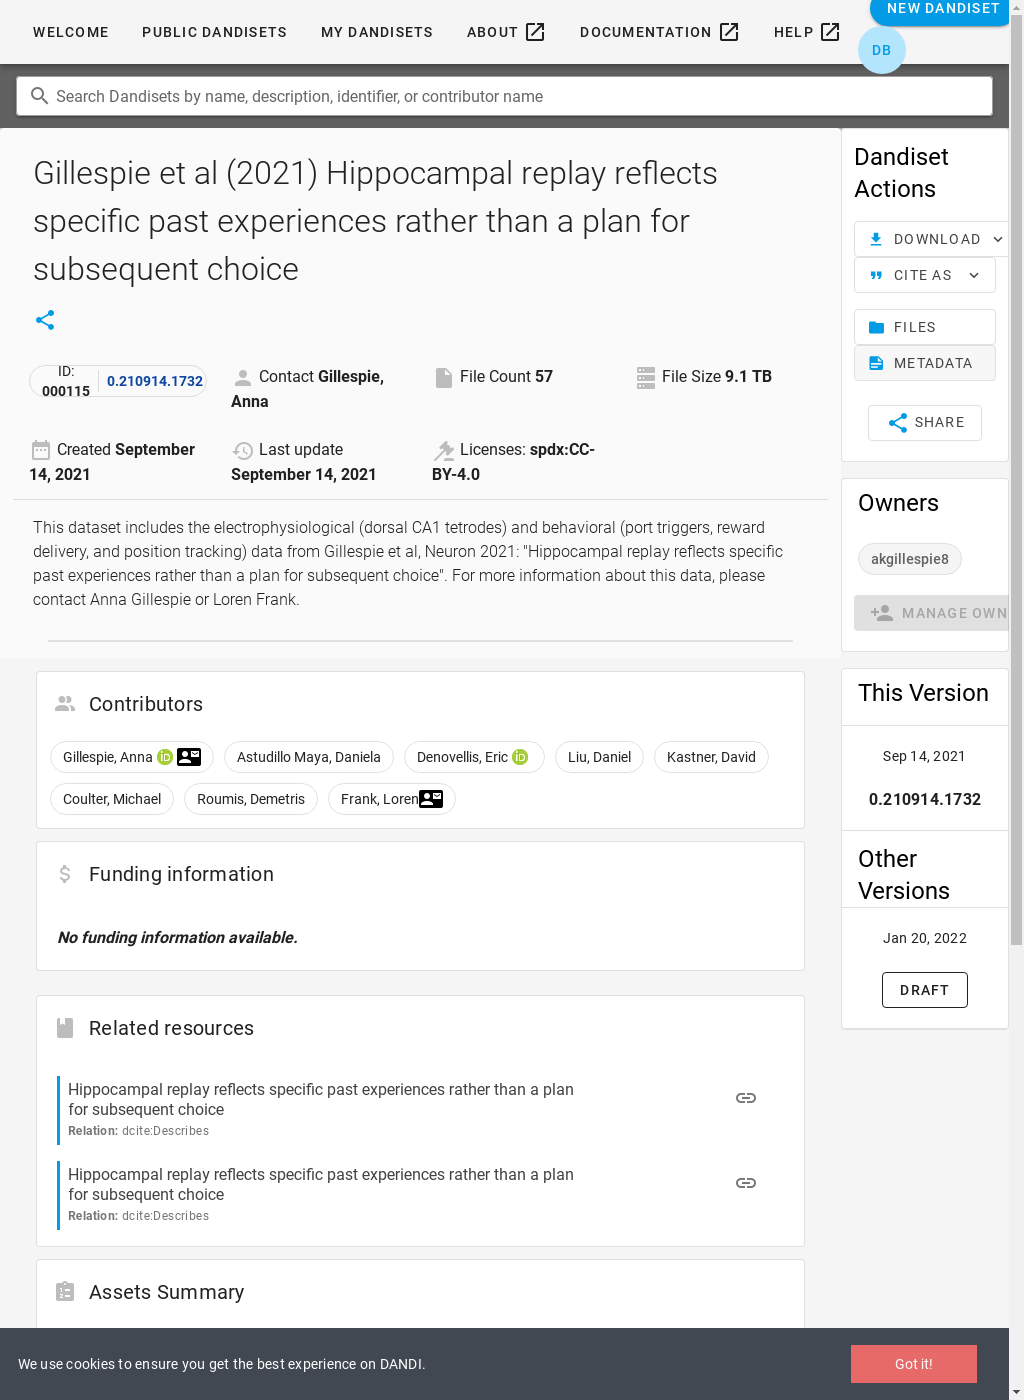 WELCOME PUBLIC DANDISETS MY DANDISETS ABOUT DOCUMENTATION HELP NEW DANDISET
DB
Search Dandisets by name, description, identifier, or contributor name
Gillespie et al (2021) Hippocampal replay reflects
specific past experiences rather than a plan for
subsequent choice
ID:
000115
0.210914.1732
Contact Gillespie,
Anna
File Count 57
File Size 9.1 TB
Created September
14, 2021
Last update
September 14, 2021
Licenses: spdx:CC-
BY-4.0
This dataset includes the electrophysiological (dorsal CA1 tetrodes) and behavioral (port triggers, reward
delivery, and position tracking) data from Gillespie et al, Neuron 2021: "Hippocampal replay reflects specific
past experiences rather than a plan for subsequent choice". For more information about this data, please
contact Anna Gillespie or Loren Frank.
Contributors
Gillespie, Anna iD Astudillo Maya, Daniela Denovellis, Eric iD Liu, Daniel Kastner, David
Coulter, Michael Roumis, Demetris Frank, Loren
Funding information
No funding information available.
Related resources
Hippocampal replay reflects specific past experiences rather than a plan
for subsequent choice
Relation: dcite:Describes
Hippocampal replay reflects specific past experiences rather than a plan
for subsequent choice
Relation: dcite:Describes
Assets Summary
Dandiset
Actions
DOWNLOAD
CITE AS
FILES
METADATA
SHARE
Owners
akgillespie8
MANAGE OWN
This Version
Sep 14, 2021
0.210914.1732
Other
Versions
Jan 20, 2022
DRAFT
We use cookies to ensure you get the best experience on DANDI.
Got it!